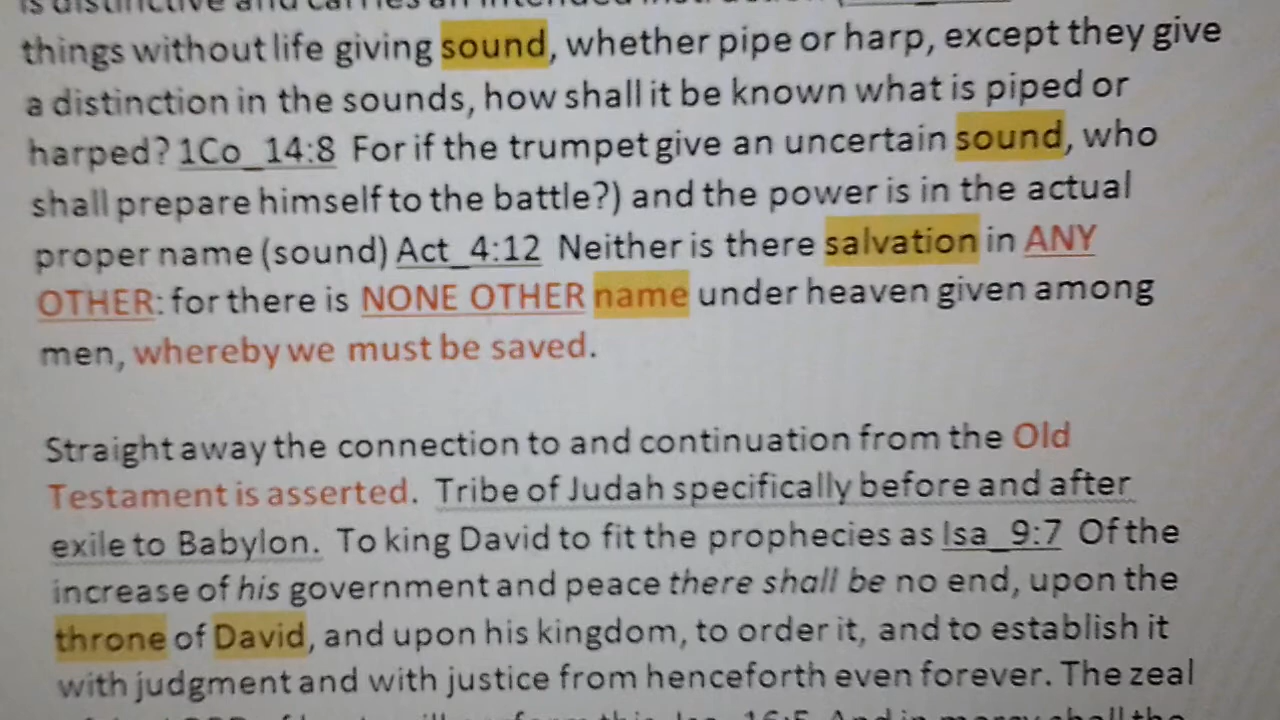 is distinctive and carries an intended
things without life giving sound, whether pipe or harp, except they give
a distinction in the sounds, how shall it be known what is piped or
harped? 1Co_14:8 For if the trumpet give an uncertain sound, who
shall prepare himself to the battle?) and the power is in the actual
proper name (sound) Act_4:12 Neither is there salvation in ANY
OTHER: for there is NONE OTHER name under heaven given among
men, whereby we must be saved.
Straight away the connection to and continuation from the Old
Testament is asserted. Tribe of Judah specifically before and after
exile to Babylon. To king David to fit the prophecies as Isa_9:7 Of the
increase of his government and peace there shall be no end, upon the
throne of David, and upon his kingdom, to order it, and to establish it
with judgment and with justice from henceforth even forever. The zeal